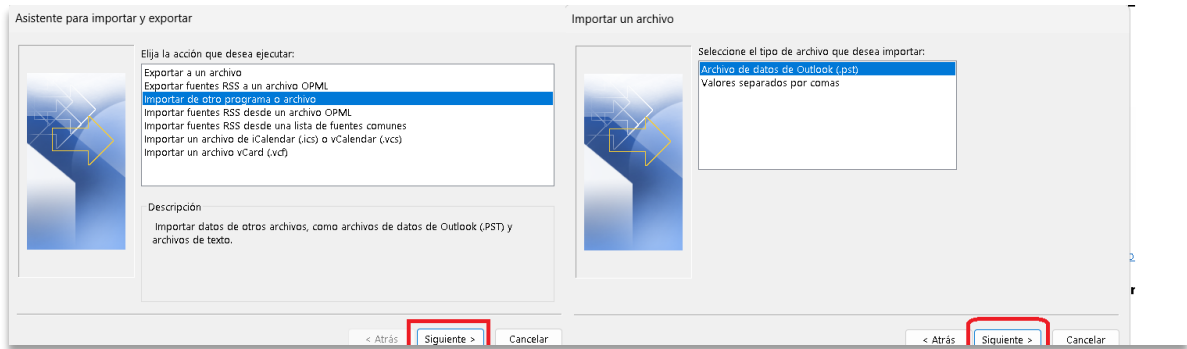 Asistente para importar y exportar
Elija la acción que desea ejecutar:
Exportar a un archivo
Exportar fuentes RSS a un archivo OPML
Importar de otro programa o archivo
Importar fuentes RSS desde un archivo OPML
Importar fuentes RSS desde una lista de fuentes comunes
Importar un archivo de iCalendar (.ics) o vCalendar (.vcs)
Importar un archivo vCard (.vcf)
Descripción
Importar datos de otros archivos, como archivos de datos de Outlook (.PST) y
archivos de texto.
< Atrás
Siguiente >
Cancelar
Importar un archivo
Seleccione el tipo de archivo que desea importar:
Archivo de datos de Outlook (.pst)
Valores separados por comas
< Atrás
Siguiente >
Cancelar